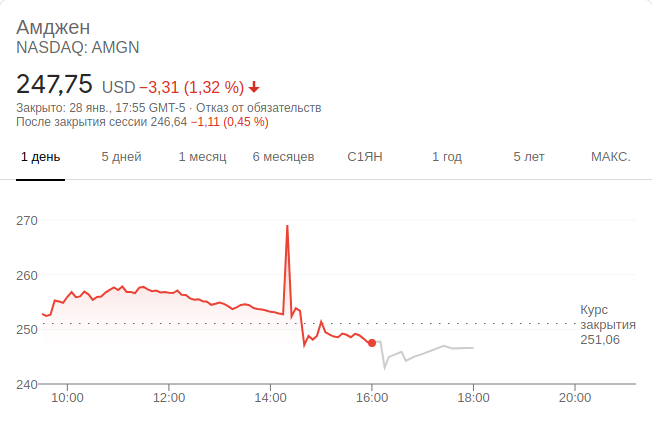 Амджен
NASDAQ: AMGN
247,75 USD −3,31 (1,32 %)
Закрыто: 28 янв., 17:55 GMT-5 · Отказ от обязательств
После закрытия сессии 246,64 −1,11 (0,45 %)
1 день 5 дней 1 месяц 6 месяцев С1ЯН 1 год 5 лет МАКС.
270
260
Курс
закрытия
251,06
250
240
10:00 12:00 14:00 16:00 18:00 20:00